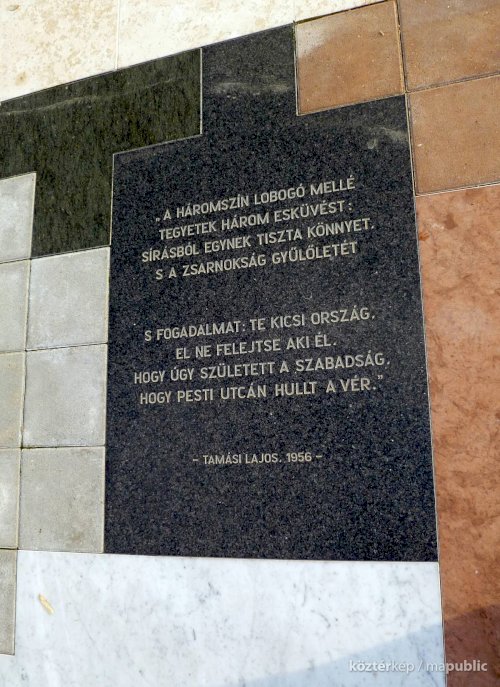 „A HÁROMSZÍN LOBOGÓ MELLÉ
TEGYETEK HÁROM ESKÜVÉST:
SÍRÁSBÓL EGYNEK TISZTA KÖNNYET,
S A ZSARNOKSÁG GYŰLÖLETÉT
S FOGADALMAT: TE KICSI ORSZÁG,
EL NE FELEJTSE AKI ÉL,
HOGY ÚGY SZÜLETETT A SZABADSÁG,
HOGY PESTI UTCÁN HULLT A VÉR.”
– TAMÁSI LAJOS, 1956 –
köztérkép / mapublic